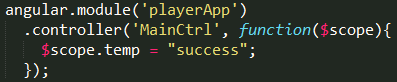 angular.module('playerApp')
  .controller('MainCtrl', function($scope){
    $scope.temp = "success";
  });